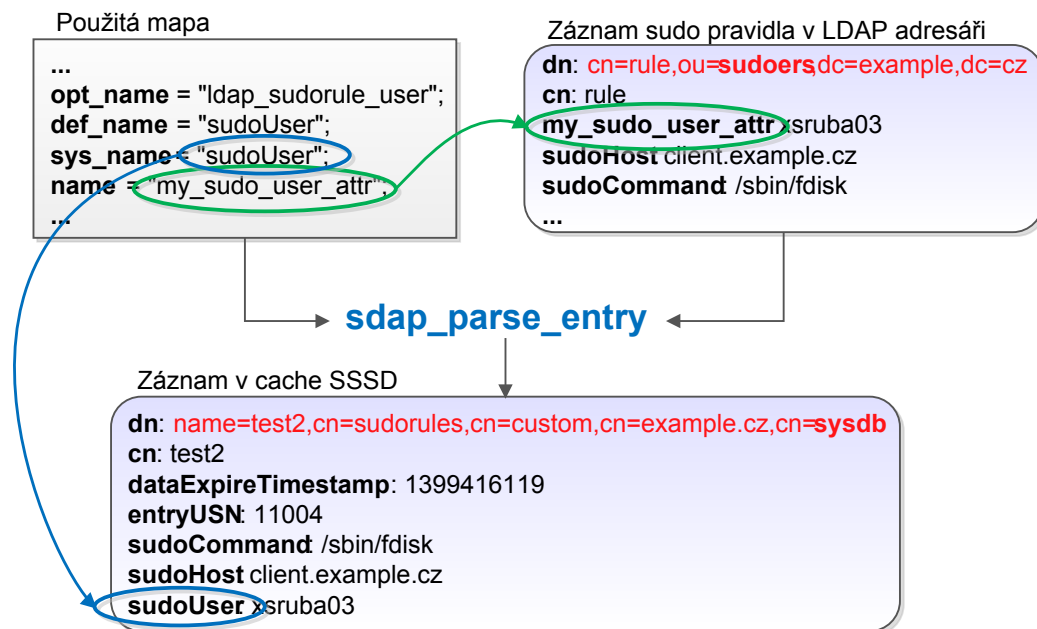 Použitá mapa
...
opt_name = "ldap_sudorule_user";
def_name = "sudoUser";
sys_name = "sudoUser";
name = "my_sudo_user_attr";
...
Záznam sudo pravidla v LDAP adresáři
dn: cn=rule,ou=sudoers,dc=example,dc=cz
cn: rule
my_sudo_user_attr: xsruba03
sudoHost: client.example.cz
sudoCommand: /sbin/fdisk
...
sdap_parse_entry
Záznam v cache SSSD
dn: name=test2,cn=sudorules,cn=custom,cn=example.cz,cn=sysdb
cn: test2
dataExpireTimestamp: 1399416119
entryUSN: 11004
sudoCommand: /sbin/fdisk
sudoHost: client.example.cz
sudoUser: xsruba03